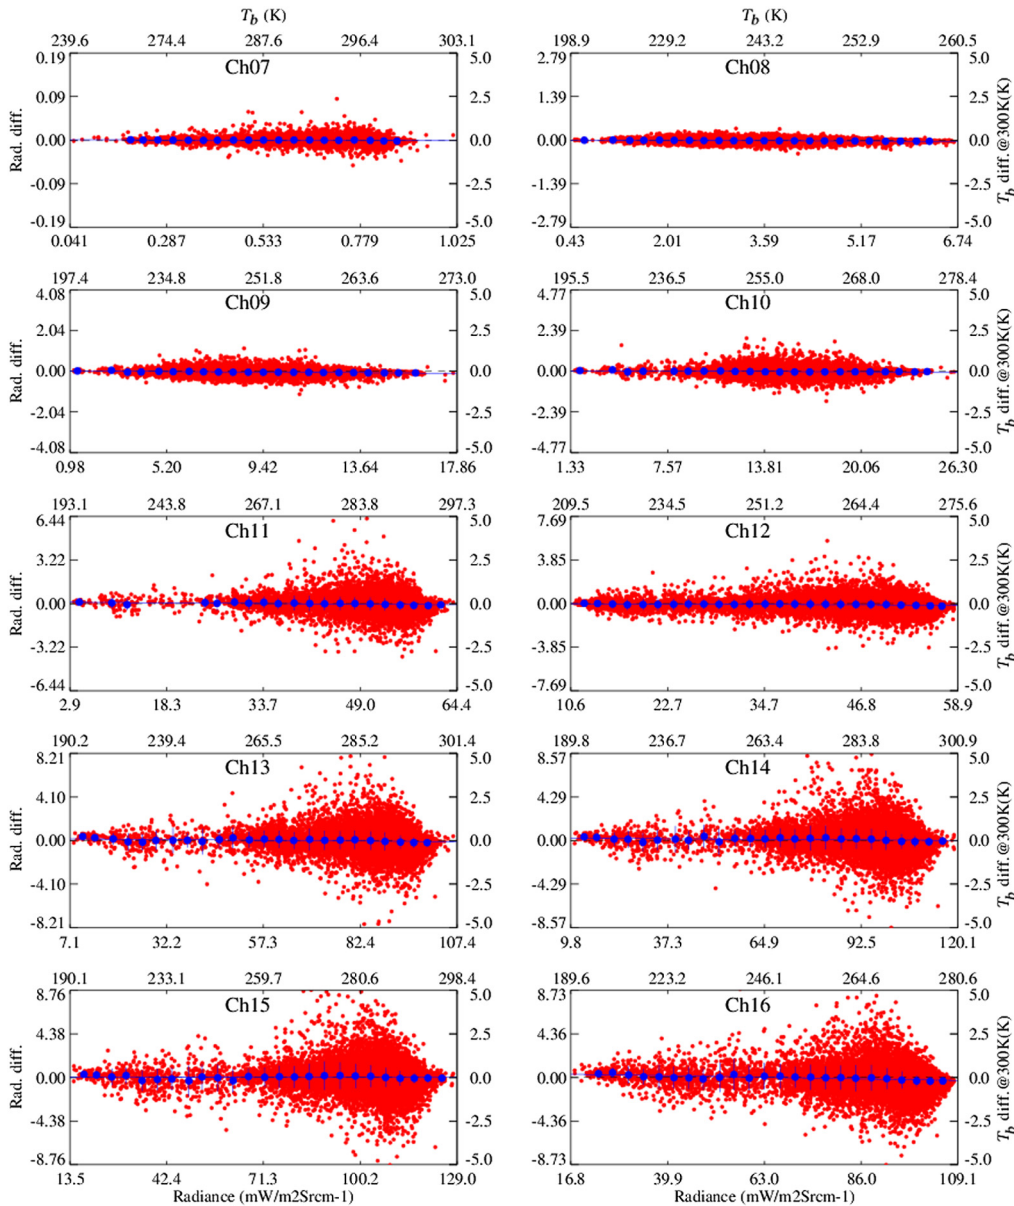 T_b (K) T_b (K)
239.6 274.4 287.6 296.4 303.1 198.9 229.2 243.2 252.9 260.5
0.19 Ch07 5.0 2.79 Ch08 5.0
0.09 2.5 1.39 2.5
Rad. diff. 0.00 0.0 0.00 0.0 T_b diff.@300K(K)
-0.09 -2.5 -1.39 -2.5
-0.19 -5.0 -2.79 -5.0
0.041 0.287 0.533 0.779 1.025 0.43 2.01 3.59 5.17 6.74
197.4 234.8 251.8 263.6 273.0 195.5 236.5 255.0 268.0 278.4
4.08 Ch09 5.0 4.77 Ch10 5.0
2.04 2.5 2.39 2.5
Rad. diff. 0.00 0.0 0.00 0.0 T_b diff.@300K(K)
-2.04 -2.5 -2.39 -2.5
-4.08 -5.0 -4.77 -5.0
0.98 5.20 9.42 13.64 17.86 1.33 7.57 13.81 20.06 26.30
193.1 243.8 267.1 283.8 297.3 209.5 234.5 251.2 264.4 275.6
6.44 Ch11 5.0 7.69 Ch12 5.0
3.22 2.5 3.85 2.5
Rad. diff. 0.00 0.0 0.00 0.0 T_b diff.@300K(K)
-3.22 -2.5 -3.85 -2.5
-6.44 -5.0 -7.69 -5.0
2.9 18.3 33.7 49.0 64.4 10.6 22.7 34.7 46.8 58.9
190.2 239.4 265.5 285.2 301.4 189.8 236.7 263.4 283.8 300.9
8.21 Ch13 5.0 8.57 Ch14 5.0
4.10 2.5 4.29 2.5
Rad. diff. 0.00 0.0 0.00 0.0 T_b diff.@300K(K)
-4.10 -2.5 -4.29 -2.5
-8.21 -5.0 -8.57 -5.0
7.1 32.2 57.3 82.4 107.4 9.8 37.3 64.9 92.5 120.1
190.1 233.1 259.7 280.6 298.4 189.6 223.2 246.1 264.6 280.6
8.76 Ch15 5.0 8.73 Ch16 5.0
4.38 2.5 4.36 2.5
Rad. diff. 0.00 0.0 0.00 0.0 T_b diff.@300K(K)
-4.38 -2.5 -4.36 -2.5
-8.76 -5.0 -8.73 -5.0
13.5 42.4 71.3 100.2 129.0 16.8 39.9 63.0 86.0 109.1
Radiance (mW/m2Srcm-1) Radiance (mW/m2Srcm-1)